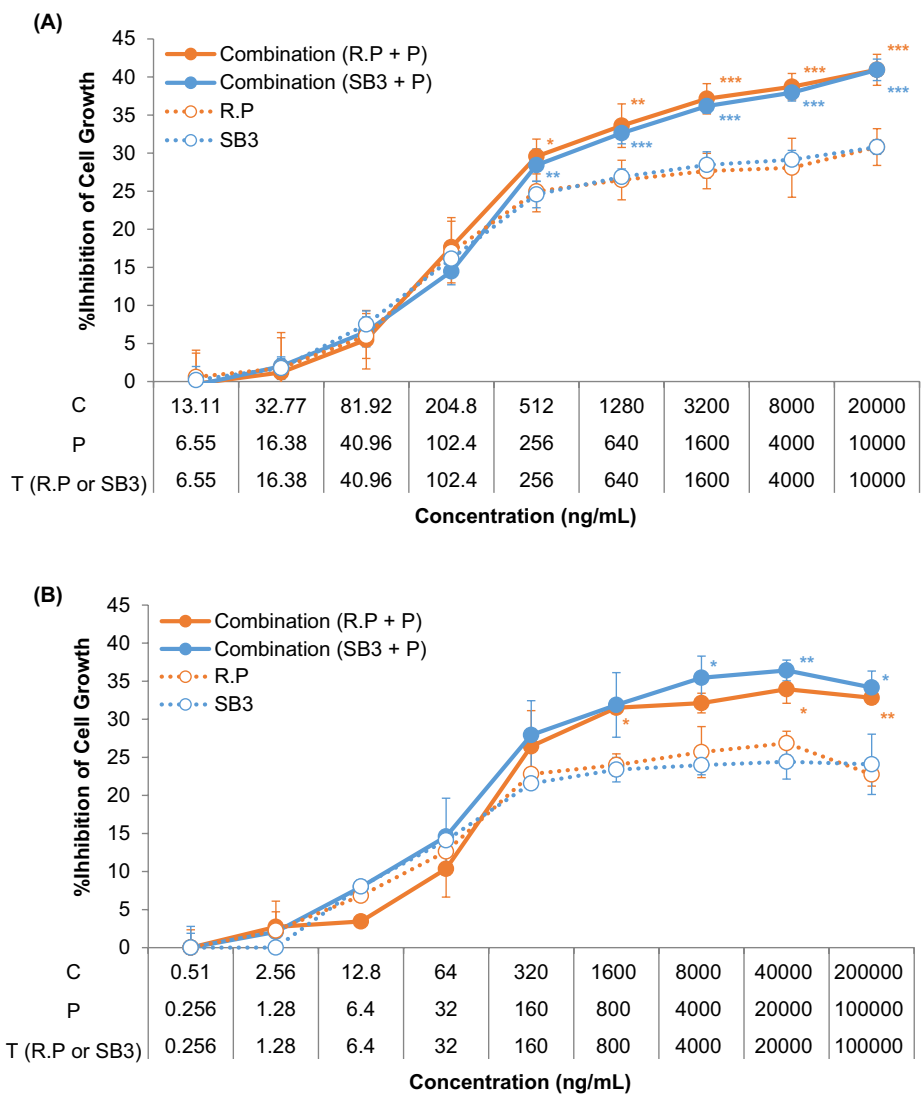 (A)
45
40
35
30
25
20
15
10
5
0
%Ihhibition of Cell Growth
Combination (R.P + P)
Combination (SB3 + P)
R.P
SB3
* ** *** *** ***
** *** *** *** ***
C 13.11 32.77 81.92 204.8 512 1280 3200 8000 20000
P 6.55 16.38 40.96 102.4 256 640 1600 4000 10000
T (R.P or SB3) 6.55 16.38 40.96 102.4 256 640 1600 4000 10000
Concentration (ng/mL)
(B)
45
40
35
30
25
20
15
10
5
0
%Ihhibition of Cell Growth
Combination (R.P + P)
Combination (SB3 + P)
R.P
SB3
* ** *
* * **
C 0.51 2.56 12.8 64 320 1600 8000 40000 200000
P 0.256 1.28 6.4 32 160 800 4000 20000 100000
T (R.P or SB3) 0.256 1.28 6.4 32 160 800 4000 20000 100000
Concentration (ng/mL)